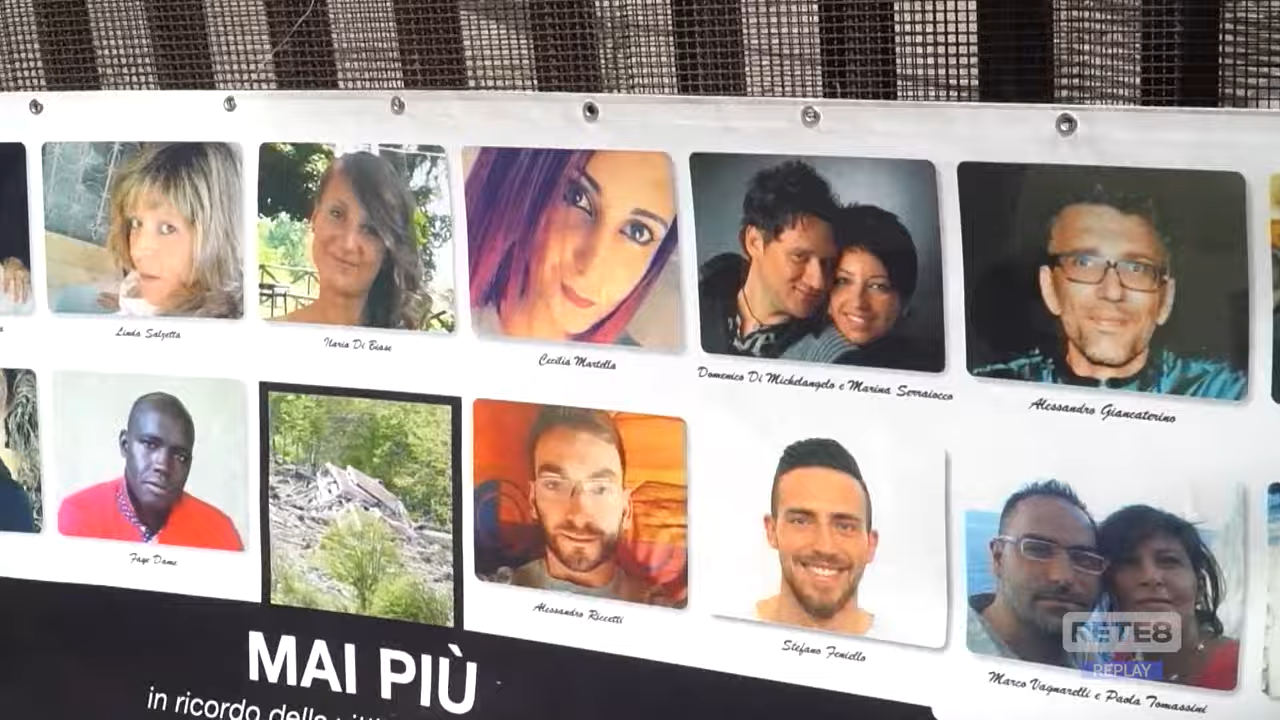 Linda Salzetta
Ilaria Di Biase
Cecilia Martella
Domenico Di Michelangelo e Marina Serraiocco
Alessandro Giancaterino
Faye Dame
Alessandro Riccetti
Stefano Feniello
Marco Vagnarelli e Paola Tomassini
MAI PIÙ
in ricordo delle
RETE8
REPLAY